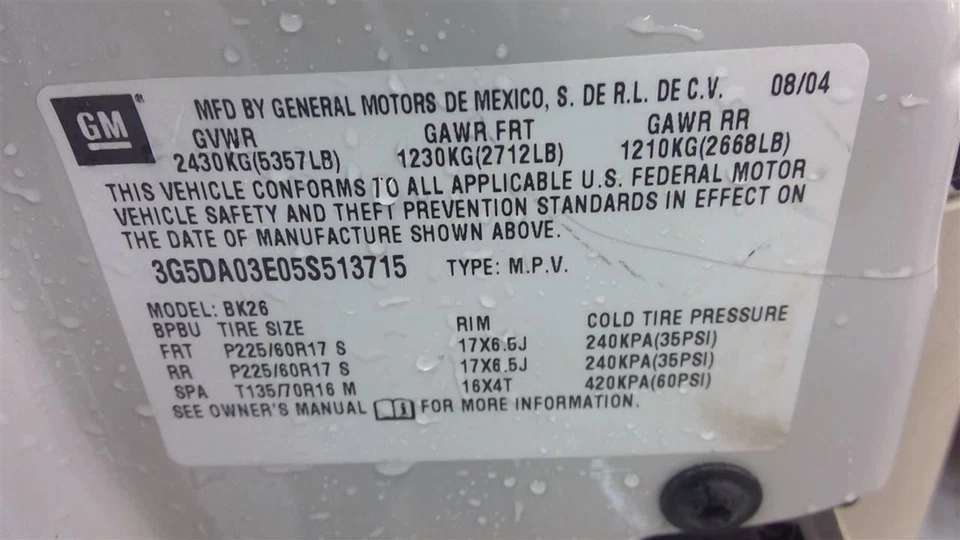 GM ® MFD BY GENERAL MOTORS DE MEXICO, S. DE R.L. DE C.V. 08/04
GVWR GAWR FRT GAWR RR
2430KG(5357LB) 1230KG(2712LB) 1210KG(2668LB)
THIS VEHICLE CONFORMS TO ALL APPLICABLE U.S. FEDERAL MOTOR
VEHICLE SAFETY AND THEFT PREVENTION STANDARDS IN EFFECT ON
THE DATE OF MANUFACTURE SHOWN ABOVE.
3G5DA03E05S513715 TYPE: M.P.V.
MODEL: BK26
BPBU TIRE SIZE RIM COLD TIRE PRESSURE
FRT P225/60R17 S 17X6.5J 240KPA(35PSI)
RR P225/60R17 S 17X6.5J 240KPA(35PSI)
SPA T135/70R16 M 16X4T 420KPA(60PSI)
SEE OWNER'S MANUAL i FOR MORE INFORMATION.